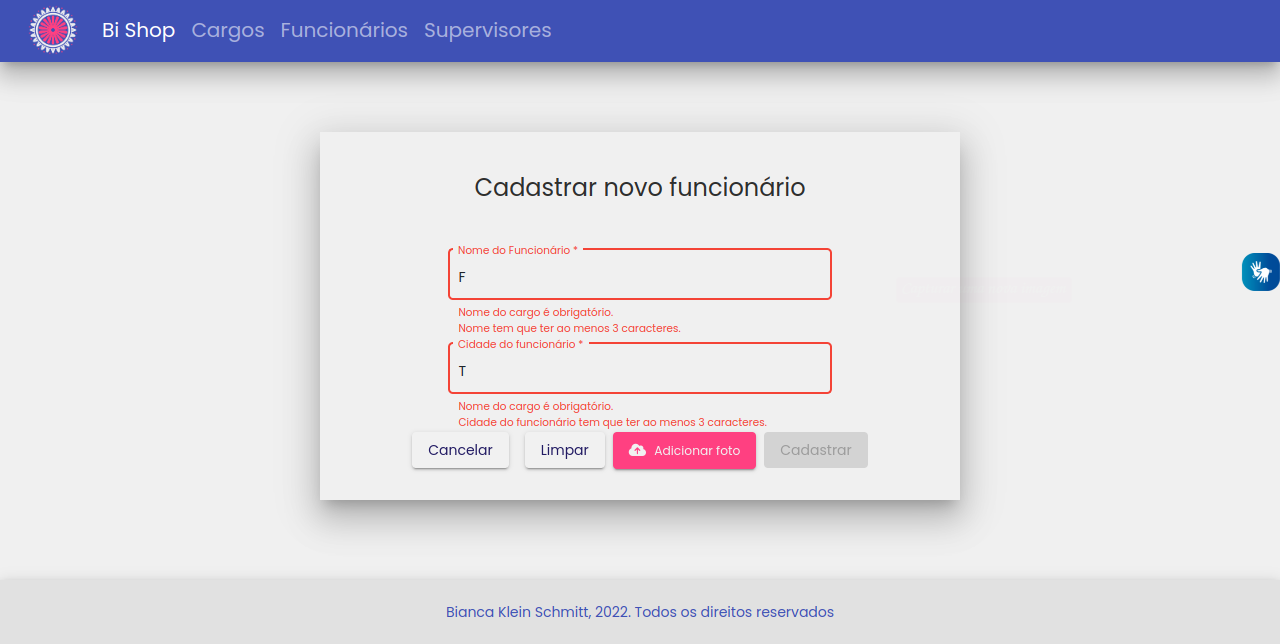 Bi Shop Cargos Funcionários Supervisores
Cadastrar novo funcionário
Nome do Funcionário *
F
Nome do cargo é obrigatório.
Nome tem que ter ao menos 3 caracteres.
Cidade do funcionário *
T
Nome do cargo é obrigatório.
Cidade do funcionário tem que ter ao menos 3 caracteres.
Cancelar Limpar Adicionar foto Cadastrar
Bianca Klein Schmitt, 2022. Todos os direitos reservados